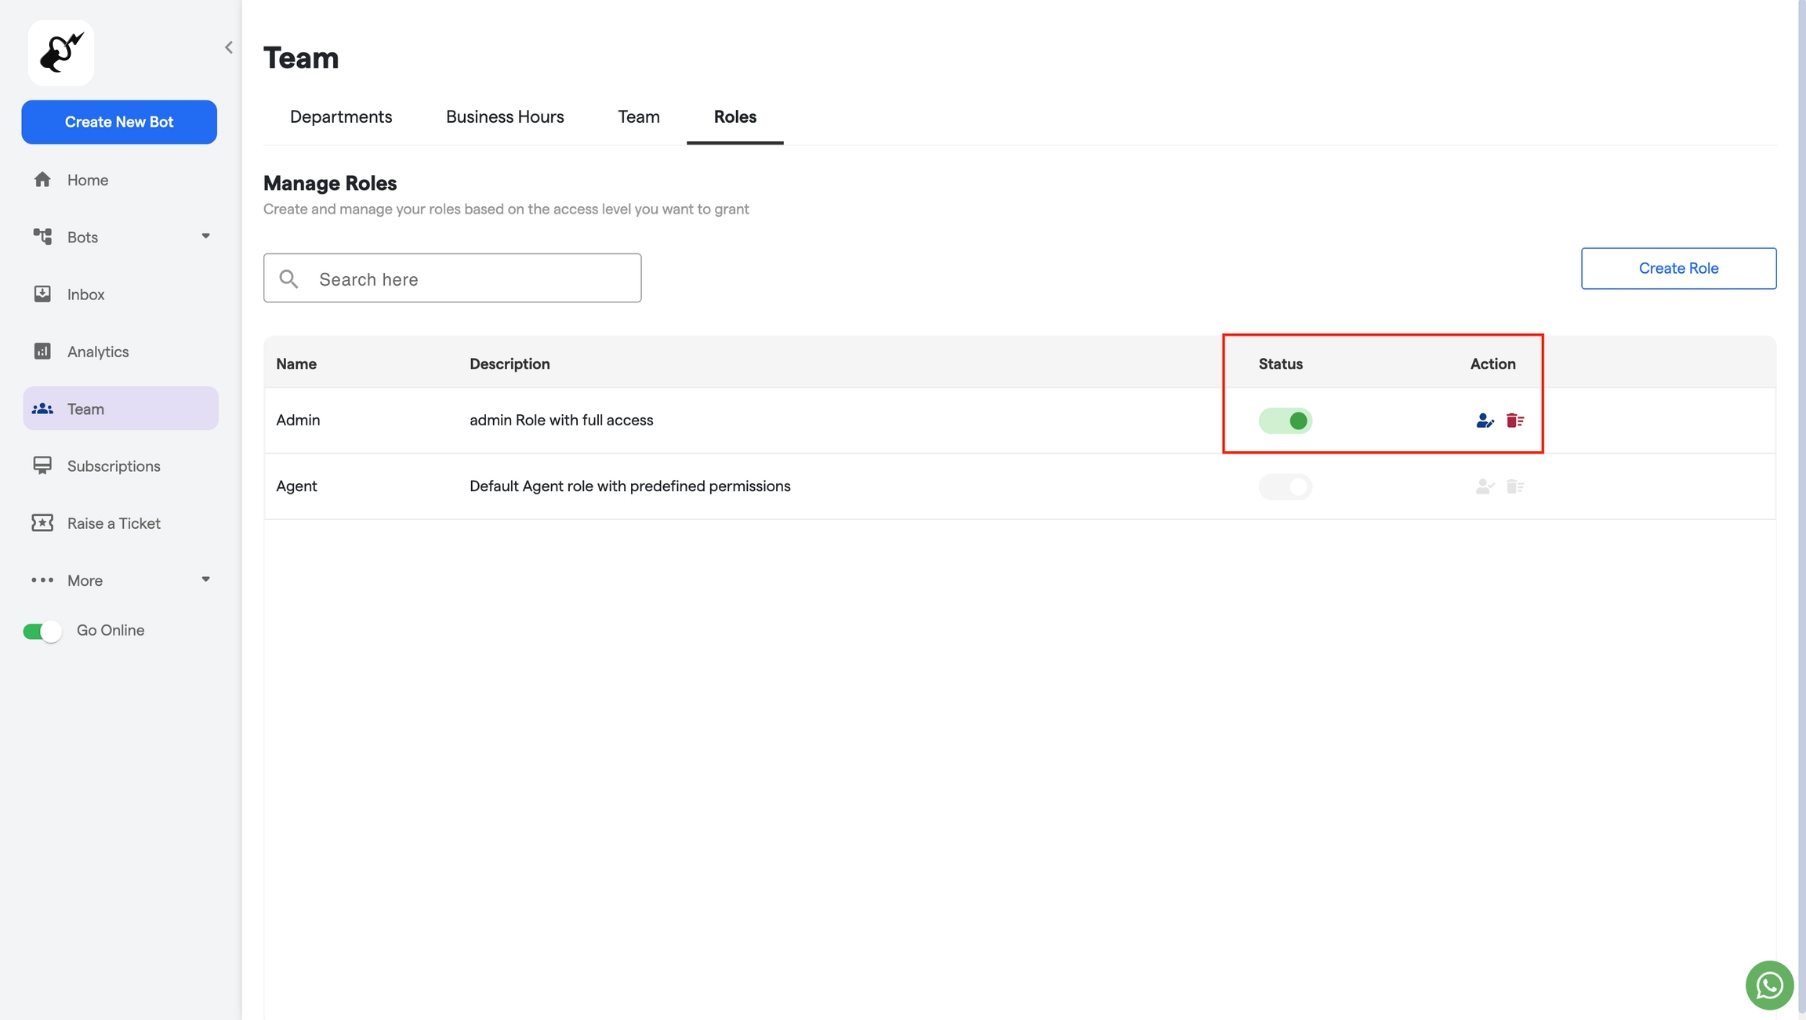 Create New Bot
Home
Bots
Inbox
Analytics
Team
Subscriptions
Raise a Ticket
More
Go Online
Team
Departments Business Hours Team Roles
Manage Roles
Create and manage your roles based on the access level you want to grant
Search here
Create Role
Name Description Status Action
Admin admin Role with full access
Agent Default Agent role with predefined permissions